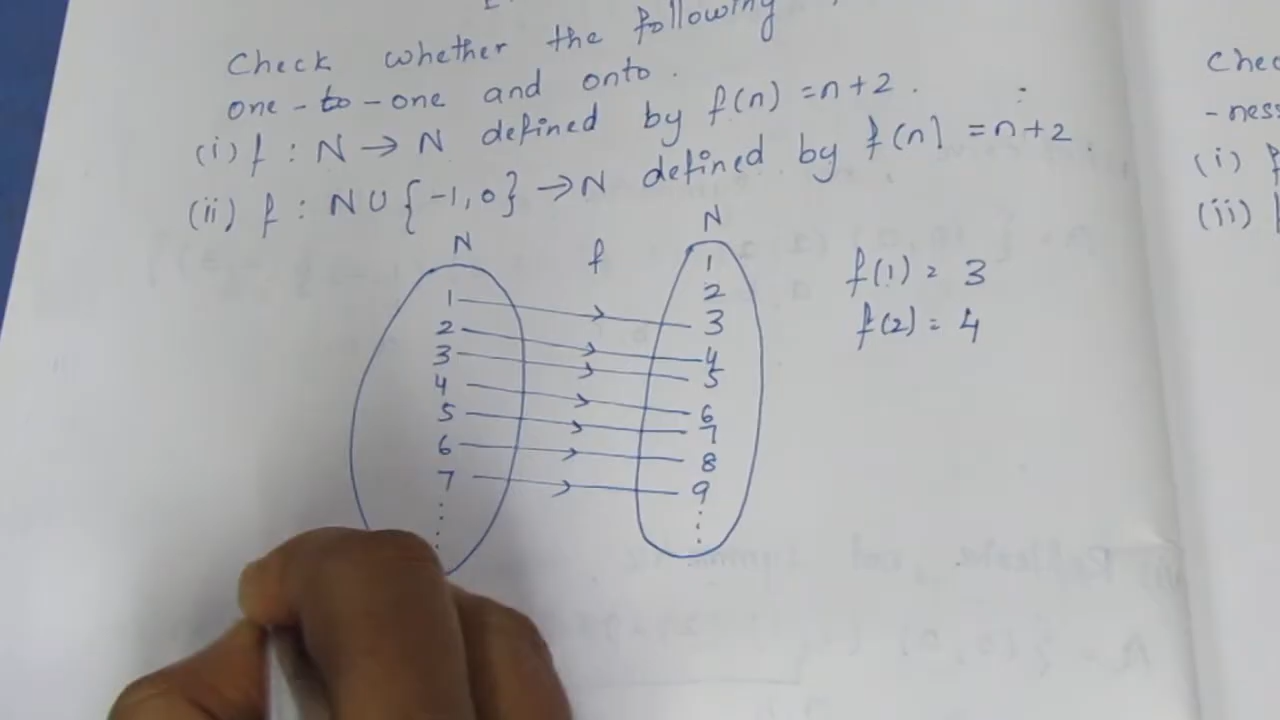 Check whether the following
one-to-one and onto.
(i) f : N → N defined by f(n) = n+2.
(ii) f : N ∪ {-1, 0} → N defined by f(n) = n+2.
N f N
1 1
2 2
3 3
4 4
5 5
6 6
7 7
8
9
f(1) = 3
f(2) = 4
- ness
(i) f
(ii)